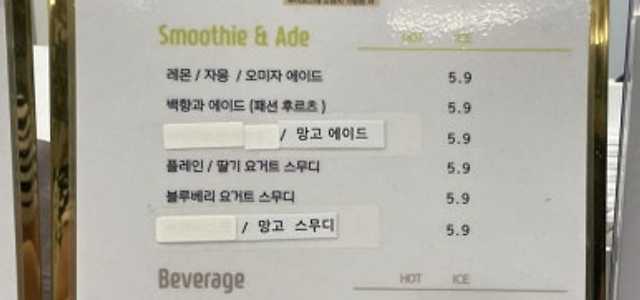 Smoothie & Ade HOT ICE
레몬 / 자몽 / 오미자 에이드 5.9
백향과 에이드 (패션 후르츠 ) 5.9
/ 망고 에이드 5.9
플레인 / 딸기 요거트 스무디 5.9
블루베리 요거트 스무디 5.9
/ 망고 스무디 5.9
Beverage HOT ICE